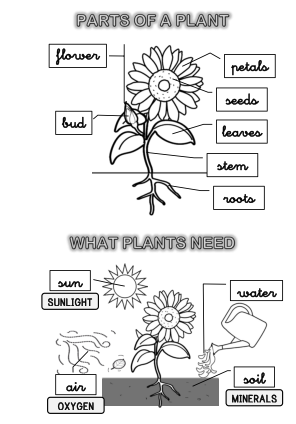 PARTS OF A PLANT
flower
petals
seeds
bud
leaves
stem
roots
WHAT PLANTS NEED
sun
SUNLIGHT
water
air
OXYGEN
soil
MINERALS